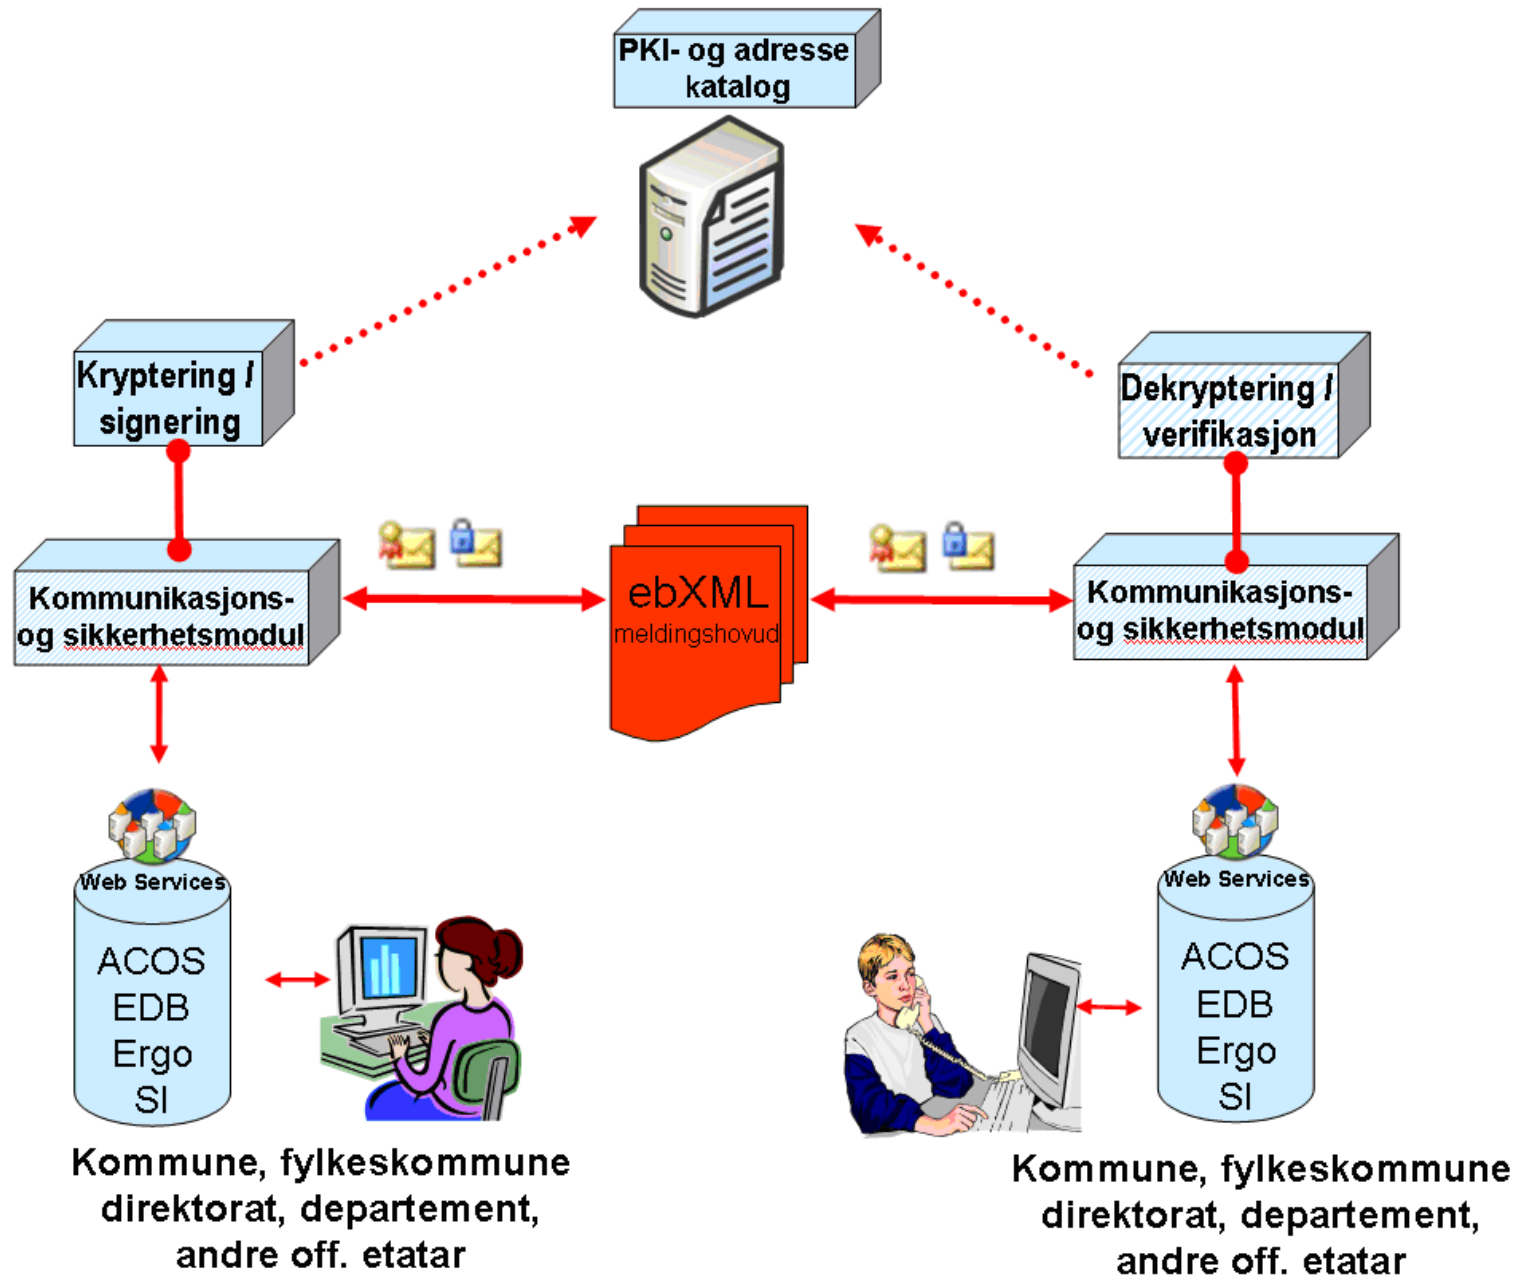 PKI- og adresse
katalog
Kryptering /
signering
Dekryptering /
verifikasjon
Kommunikasjons-
og sikkerhetsmodul
ebXML
meldingshovud
Kommunikasjons-
og sikkerhetsmodul
Web Services
ACOS
EDB
Ergo
SI
Web Services
ACOS
EDB
Ergo
SI
Kommune, fylkeskommune
direktorat, departement,
andre off. etatar
Kommune, fylkeskommune
direktorat, departement,
andre off. etatar